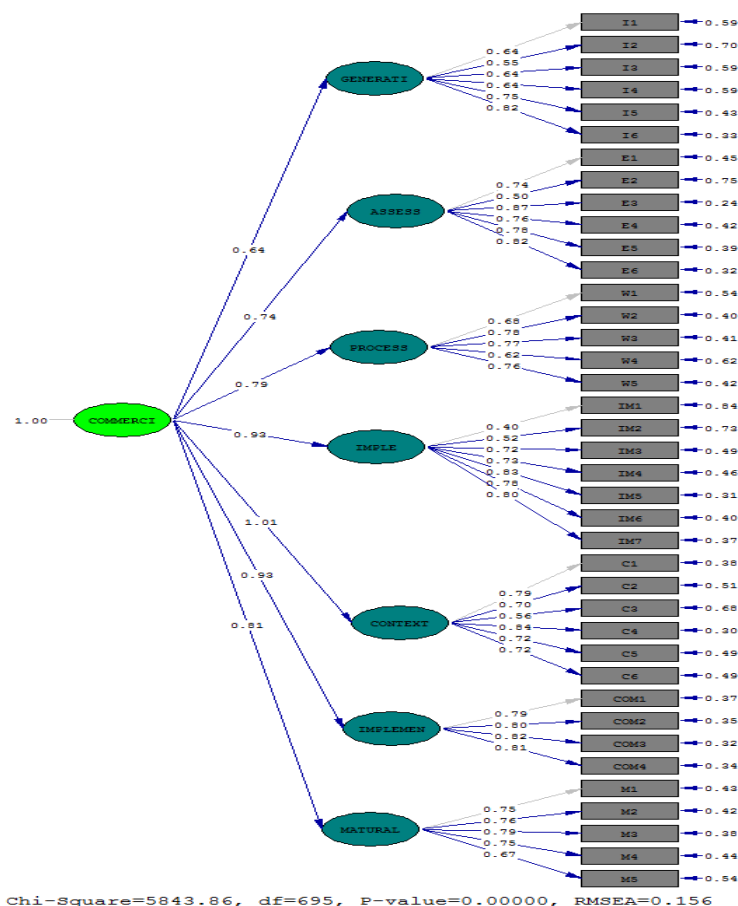 I1 0.59
0.64
I2 0.70
0.55
GENERATI
0.64
I3 0.59
0.64
I4 0.59
0.75
I5 0.43
0.82
I6 0.33
E1 0.45
0.74
E2 0.75
0.50
ASSESS
0.87
E3 0.24
0.76
E4 0.42
0.78
E5 0.39
0.82
E6 0.32
0.64
W1 0.54
0.74
0.68
W2 0.40
0.78
PROCESS
0.77
W3 0.41
0.62
W4 0.62
0.76
W5 0.42
0.79
IM1 0.84
1.00
COMMERCI
0.93
0.40
IM2 0.73
0.52
IMPLE
0.72
IM3 0.49
0.73
IM4 0.46
0.83
IM5 0.31
0.78
IM6 0.40
0.80
IM7 0.37
1.01
C1 0.38
0.93
0.79
C2 0.51
0.70
CONTEXT
0.56
C3 0.68
0.84
C4 0.30
0.72
C5 0.49
0.72
C6 0.49
0.81
COM1 0.37
0.79
COM2 0.35
0.80
IMPLEMEN
0.82
COM3 0.32
0.81
COM4 0.34
M1 0.43
0.75
M2 0.42
0.76
MATURAL
0.79
M3 0.38
0.75
M4 0.44
0.67
M5 0.54
Chi-Square=5843.86, df=695, P-value=0.00000, RMSEA=0.156